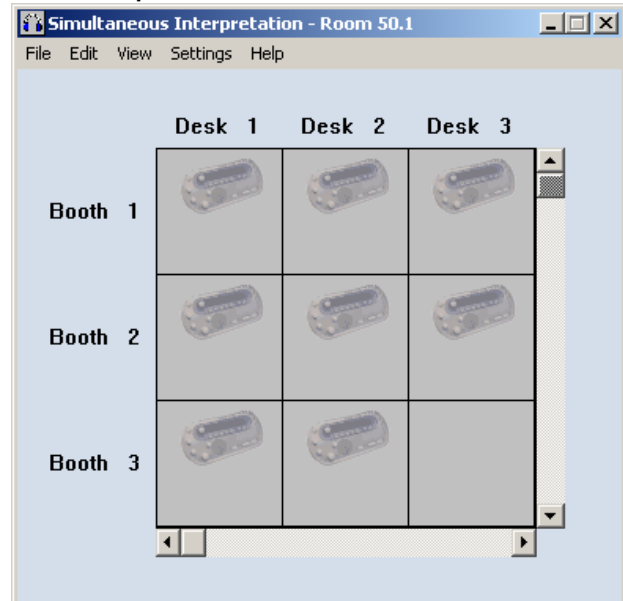 Simultaneous Interpretation - Room 50.1
File Edit View Settings Help
Desk 1 Desk 2 Desk 3
Booth 1
Booth 2
Booth 3